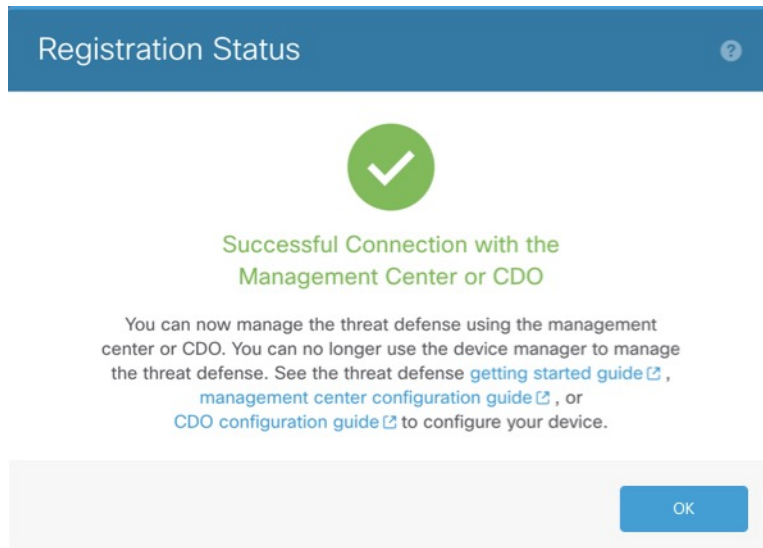 Registration Status
Successful Connection with the
Management Center or CDO
You can now manage the threat defense using the management
center or CDO. You can no longer use the device manager to manage
the threat defense. See the threat defense getting started guide ,
management center configuration guide , or
CDO configuration guide to configure your device.
OK